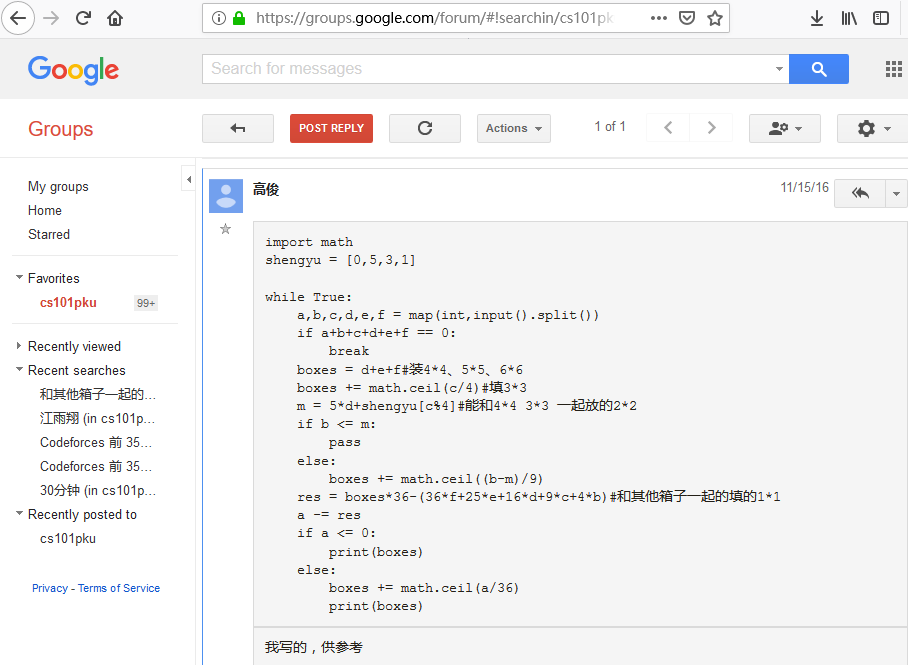 https://groups.google.com/forum/#!searchin/cs101pk
Google
Search for messages
Groups
POST REPLY
Actions
1 of 1
My groups
Home
Starred
Favorites
cs101pku
99+
Recently viewed
Recent searches
和其他箱子一起的...
江雨翔 (in cs101p...
Codeforces 前 35...
Codeforces 前 35...
30分钟 (in cs101p...
Recently posted to
cs101pku
Privacy - Terms of Service
高俊
11/15/16
import math
shengyu = [0,5,3,1]
while True:
    a,b,c,d,e,f = map(int,input().split())
    if a+b+c+d+e+f == 0:
        break
    boxes = d+e+f#装4*4、5*5、6*6
    boxes += math.ceil(c/4)#填3*3
    m = 5*d+shengyu[c%4]#能和4*4 3*3 一起放的2*2
    if b <= m:
        pass
    else:
        boxes += math.ceil((b-m)/9)
    res = boxes*36-(36*f+25*e+16*d+9*c+4*b)#和其他箱子一起的填的1*1
    a -= res
    if a <= 0:
        print(boxes)
    else:
        boxes += math.ceil(a/36)
        print(boxes)
我写的，供参考